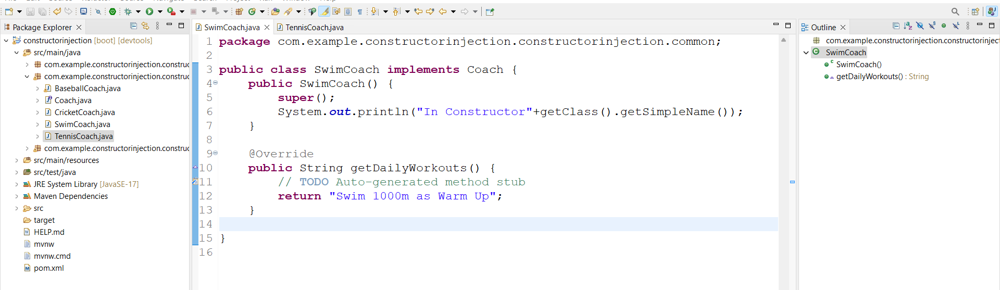 Package Explorer
constructorinjection [boot] [devtools]
src/main/java
com.example.constructorinjection.construc
com.example.constructorinjection.construc
BaseballCoach.java
Coach.java
CricketCoach.java
SwimCoach.java
TennisCoach.java
com.example.constructorinjection.construc
src/main/resources
src/test/java
JRE System Library [JavaSE-17]
Maven Dependencies
src
target
HELP.md
mvnw
mvnw.cmd
pom.xml
SwimCoach.java
TennisCoach.java
1 package com.example.constructorinjection.constructorinjection.common;
2
3 public class SwimCoach implements Coach {
4 public SwimCoach() {
5 super();
6 System.out.println("In Constructor"+getClass().getSimpleName());
7 }
8
9 @Override
10 public String getDailyWorkouts() {
11 // TODO Auto-generated method stub
12 return "Swim 1000m as Warm Up";
13 }
14
15 }
16
Outline
com.example.constructorinjection.constructorinject
SwimCoach
SwimCoach()
getDailyWorkouts() : String